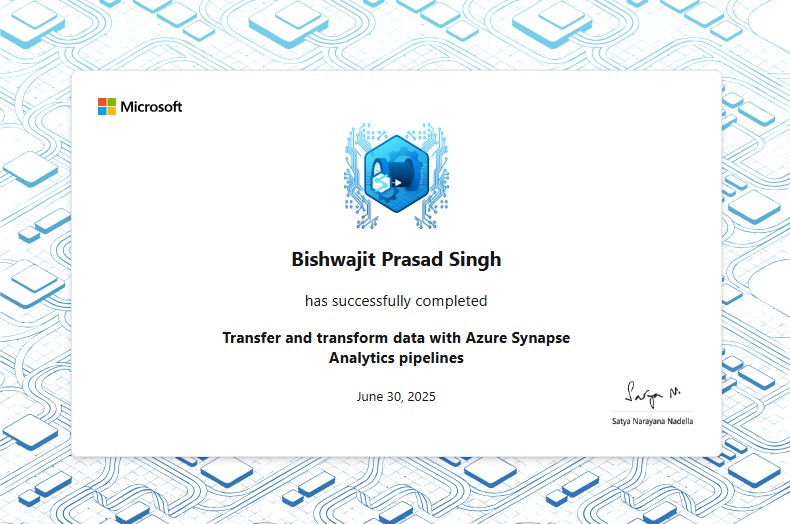 Microsoft
Bishwajit Prasad Singh
has successfully completed
Transfer and transform data with Azure Synapse
Analytics pipelines
June 30, 2025
Satya N.
Satya Narayana Nadella